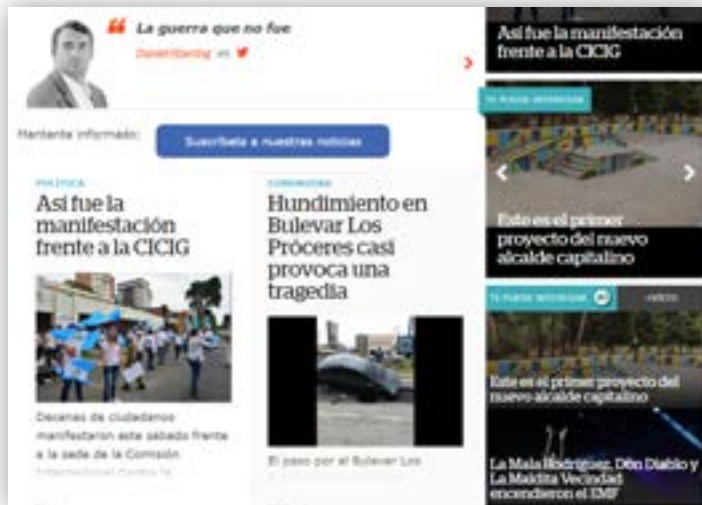 La guerra que no fue
en
Mantente informado:
Suscríbete a nuestras noticias
POLÍTICA
Así fue la
manifestación
frente a la CICIG
Decenas de ciudadanos
manifestaron este sábado frente
a la sede de la Comisión
Internacional Contra la
COMUNIDAD
Hundimiento en
Bulevar Los
Próceres casi
provoca una
tragedia
El paso por el Bulevar Los
Así fue la manifestación
frente a la CICIG
TE PUEDE INTERESAR
Este es el primer
proyecto del nuevo
alcalde capitalino
TE PUEDE INTERESAR
Este es el primer proyecto del
nuevo alcalde capitalino
La Mala Rodríguez, Don Diablo y
La Maldita Vecindad
encendieron el EMF